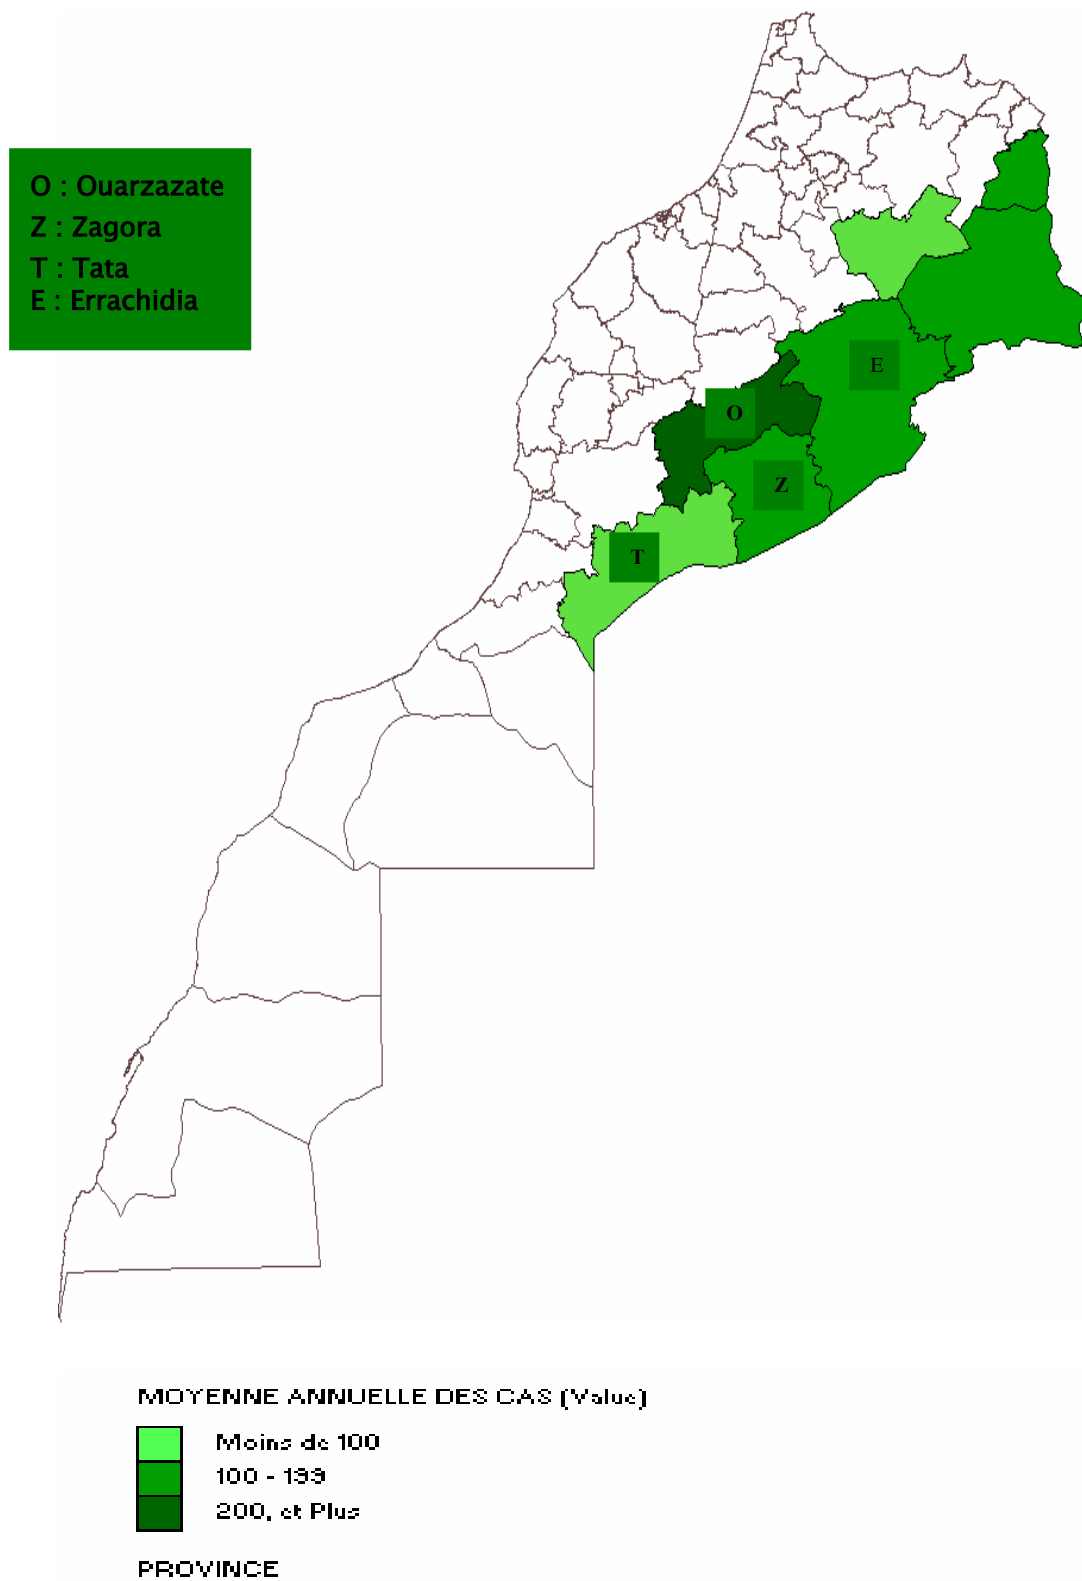 O : Ouarzazate
Z : Zagora
T : Tata
E : Errachidia
E
O
Z
T
MOYENNE ANNUELLE DES CAS (Value)
Moins de 100
100 - 199
200, et Plus
PROVINCE